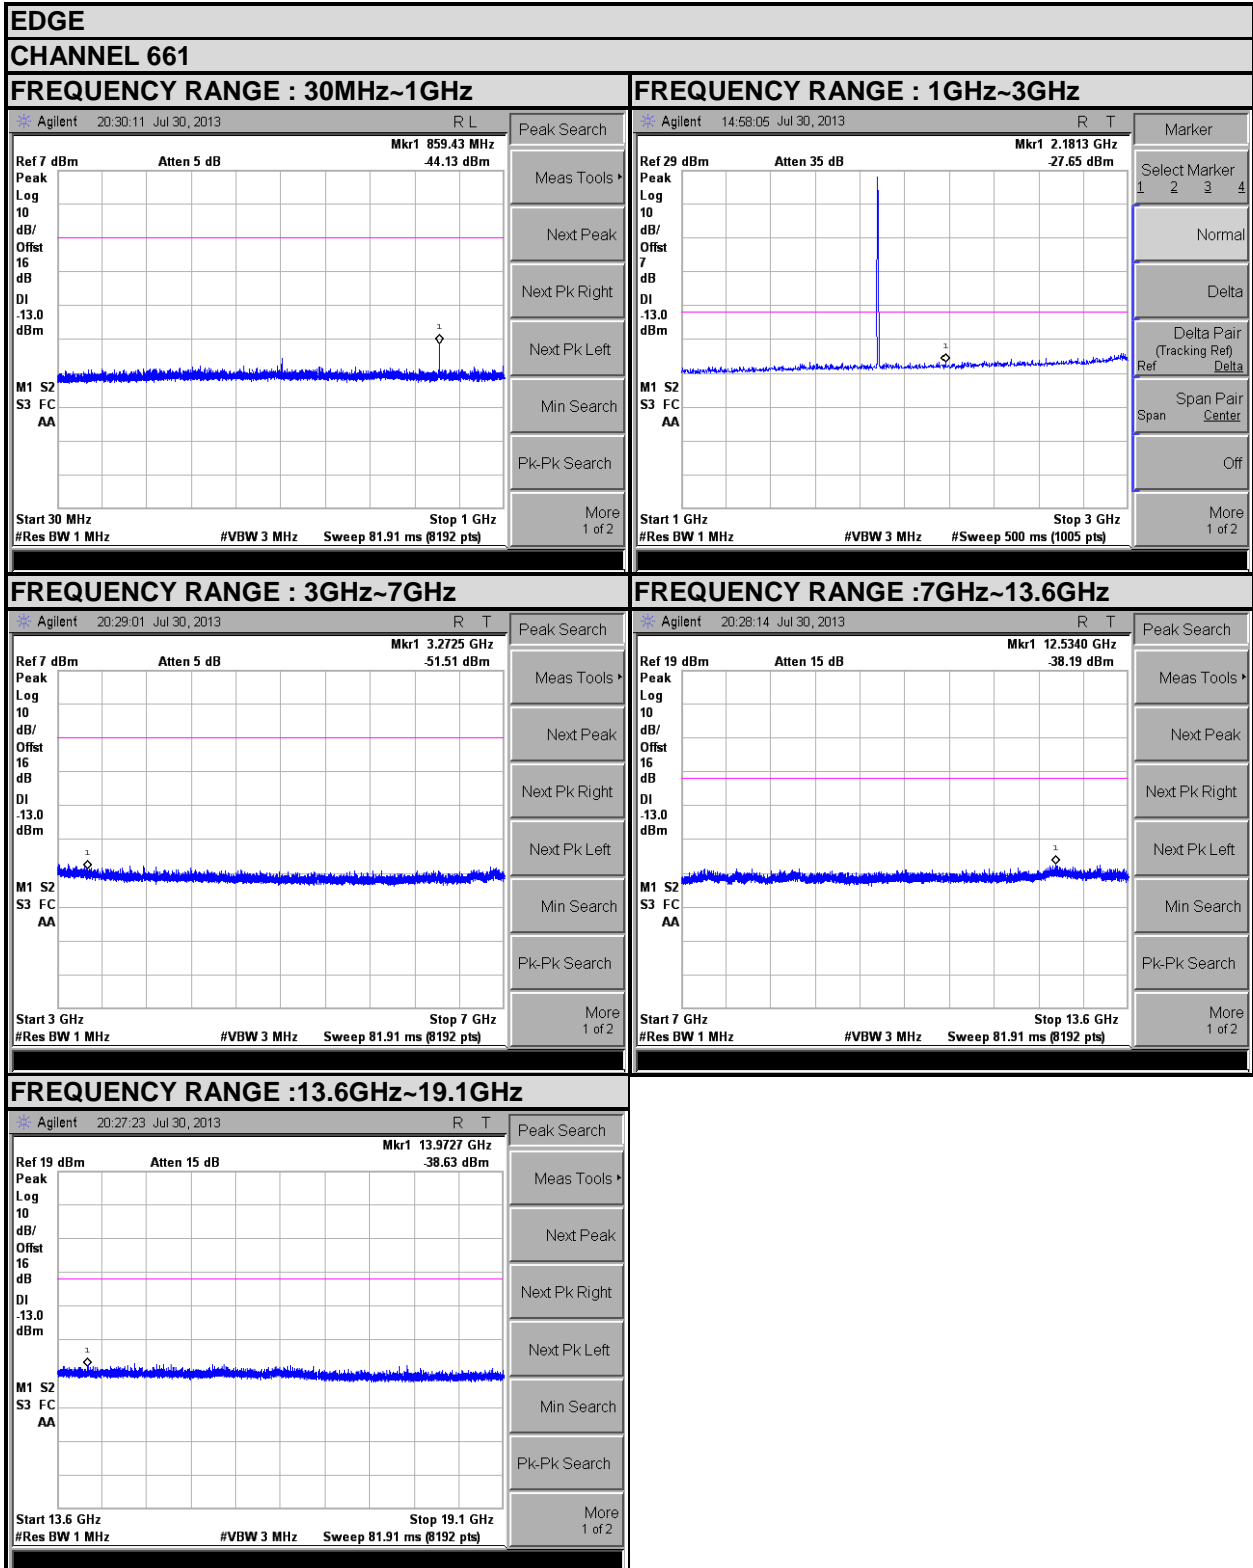 EDGE
CHANNEL 661
FREQUENCY RANGE : 30MHz~1GHz
Agilent 20:30:11 Jul 30, 2013 R L
Peak Search
Mkr1 859.43 MHz
Ref 7 dBm Atten 5 dB -44.13 dBm
Peak
Log
10
dB/
Offst
16
dB
DI
-13.0
dBm
1
M1 S2
S3 FC
AA
Start 30 MHz Stop 1 GHz
#Res BW 1 MHz #VBW 3 MHz Sweep 81.91 ms (8192 pts)
Meas Tools
Next Peak
Next Pk Right
Next Pk Left
Min Search
Pk-Pk Search
More
1 of 2
FREQUENCY RANGE : 1GHz~3GHz
Agilent 14:58:05 Jul 30, 2013 R T
Marker
Mkr1 2.1813 GHz
Ref 29 dBm Atten 35 dB -27.65 dBm
Peak
Log
10
dB/
Offst
7
dB
DI
-13.0
dBm
1
M1 S2
S3 FC
AA
Start 1 GHz Stop 3 GHz
#Res BW 1 MHz #VBW 3 MHz #Sweep 500 ms (1005 pts)
Select Marker
1 2 3 4
Normal
Delta
Delta Pair
(Tracking Ref)
Ref Delta
Span Pair
Span Center
Off
More
1 of 2
FREQUENCY RANGE : 3GHz~7GHz
Agilent 20:29:01 Jul 30, 2013 R T
Peak Search
Mkr1 3.2725 GHz
Ref 7 dBm Atten 5 dB -51.51 dBm
Peak
Log
10
dB/
Offst
16
dB
DI
-13.0
dBm
1
M1 S2
S3 FC
AA
Start 3 GHz Stop 7 GHz
#Res BW 1 MHz #VBW 3 MHz Sweep 81.91 ms (8192 pts)
Meas Tools
Next Peak
Next Pk Right
Next Pk Left
Min Search
Pk-Pk Search
More
1 of 2
FREQUENCY RANGE :7GHz~13.6GHz
Agilent 20:28:14 Jul 30, 2013 R T
Peak Search
Mkr1 12.5340 GHz
Ref 19 dBm Atten 15 dB -38.19 dBm
Peak
Log
10
dB/
Offst
16
dB
DI
-13.0
dBm
1
M1 S2
S3 FC
AA
Start 7 GHz Stop 13.6 GHz
#Res BW 1 MHz #VBW 3 MHz Sweep 81.91 ms (8192 pts)
Meas Tools
Next Peak
Next Pk Right
Next Pk Left
Min Search
Pk-Pk Search
More
1 of 2
FREQUENCY RANGE :13.6GHz~19.1GHz
Agilent 20:27:23 Jul 30, 2013 R T
Peak Search
Mkr1 13.9727 GHz
Ref 19 dBm Atten 15 dB -38.63 dBm
Peak
Log
10
dB/
Offst
16
dB
DI
-13.0
dBm
1
M1 S2
S3 FC
AA
Start 13.6 GHz Stop 19.1 GHz
#Res BW 1 MHz #VBW 3 MHz Sweep 81.91 ms (8192 pts)
Meas Tools
Next Peak
Next Pk Right
Next Pk Left
Min Search
Pk-Pk Search
More
1 of 2